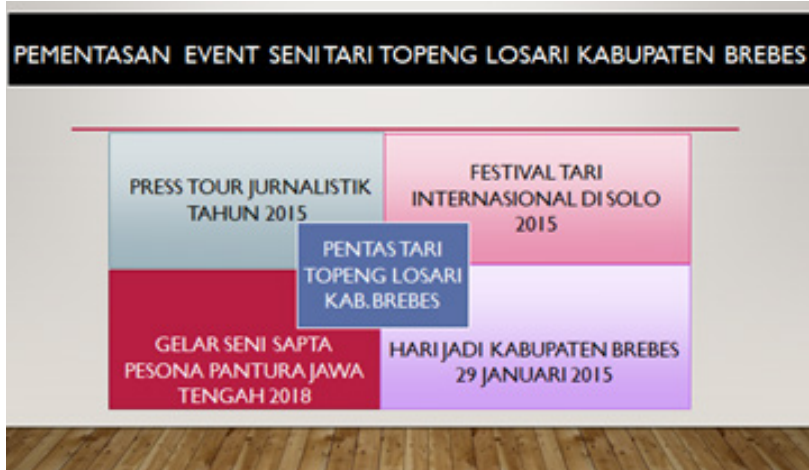 PEMENTASAN EVENT SENI TARI TOPENG LOSARI KABUPATEN BREBES
PRESS TOUR JURNALISTIK
TAHUN 2015
FESTIVAL TARI
INTERNASIONAL DI SOLO
2015
PENTAS TARI
TOPENG LOSARI
KAB. BREBES
GELAR SENI SAPTA
PESONA PANTURA JAWA
TENGAH 2018
HARI JADI KABUPATEN BREBES
29 JANUARI 2015